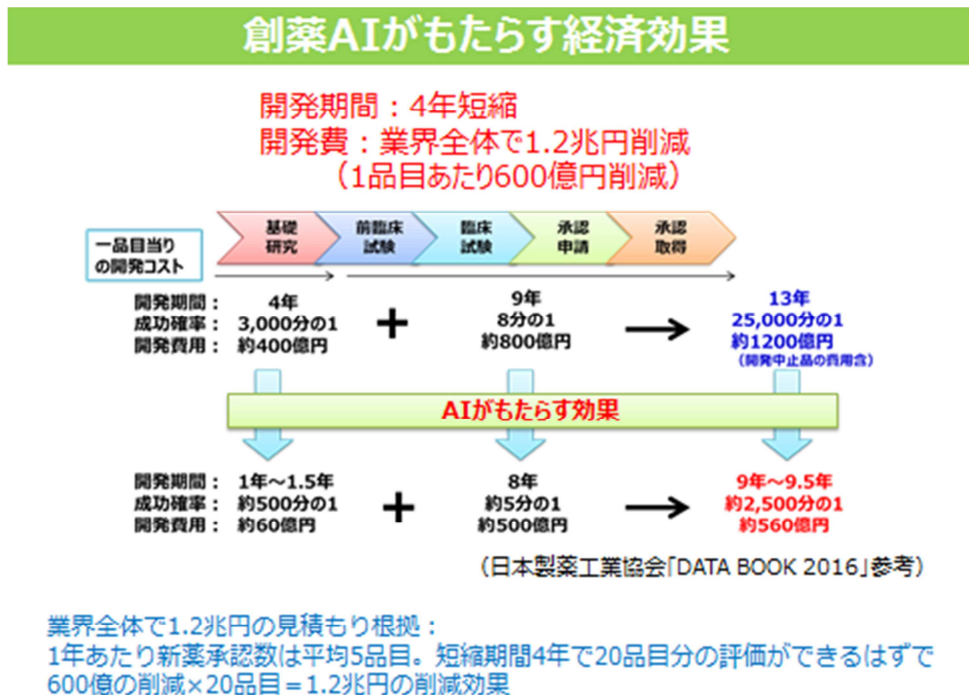 創薬AIがもたらす経済効果
開発期間：4年短縮
開発費：業界全体で1.2兆円削減
（1品目あたり600億円削減）
一品目当り
の開発コスト
基礎
研究
前臨床
試験
臨床
試験
承認
申請
承認
取得
開発期間： 4年 9年 13年
成功確率： 3,000分の1 + 8分の1 → 25,000分の1
開発費用： 約400億円 約800億円 約1200億円
（開発中止品の費用含）
AIがもたらす効果
開発期間： 1年～1.5年 8年 9年～9.5年
成功確率： 約500分の1 + 約5分の1 → 約2,500分の1
開発費用： 約60億円 約500億円 約560億円
（日本製薬工業協会「DATA BOOK 2016」参考）
業界全体で1.2兆円の見積もり根拠：
1年あたり新薬承認数は平均5品目。短縮期間4年で20品目分の評価ができるはずで
600億の削減×20品目＝1.2兆円の削減効果